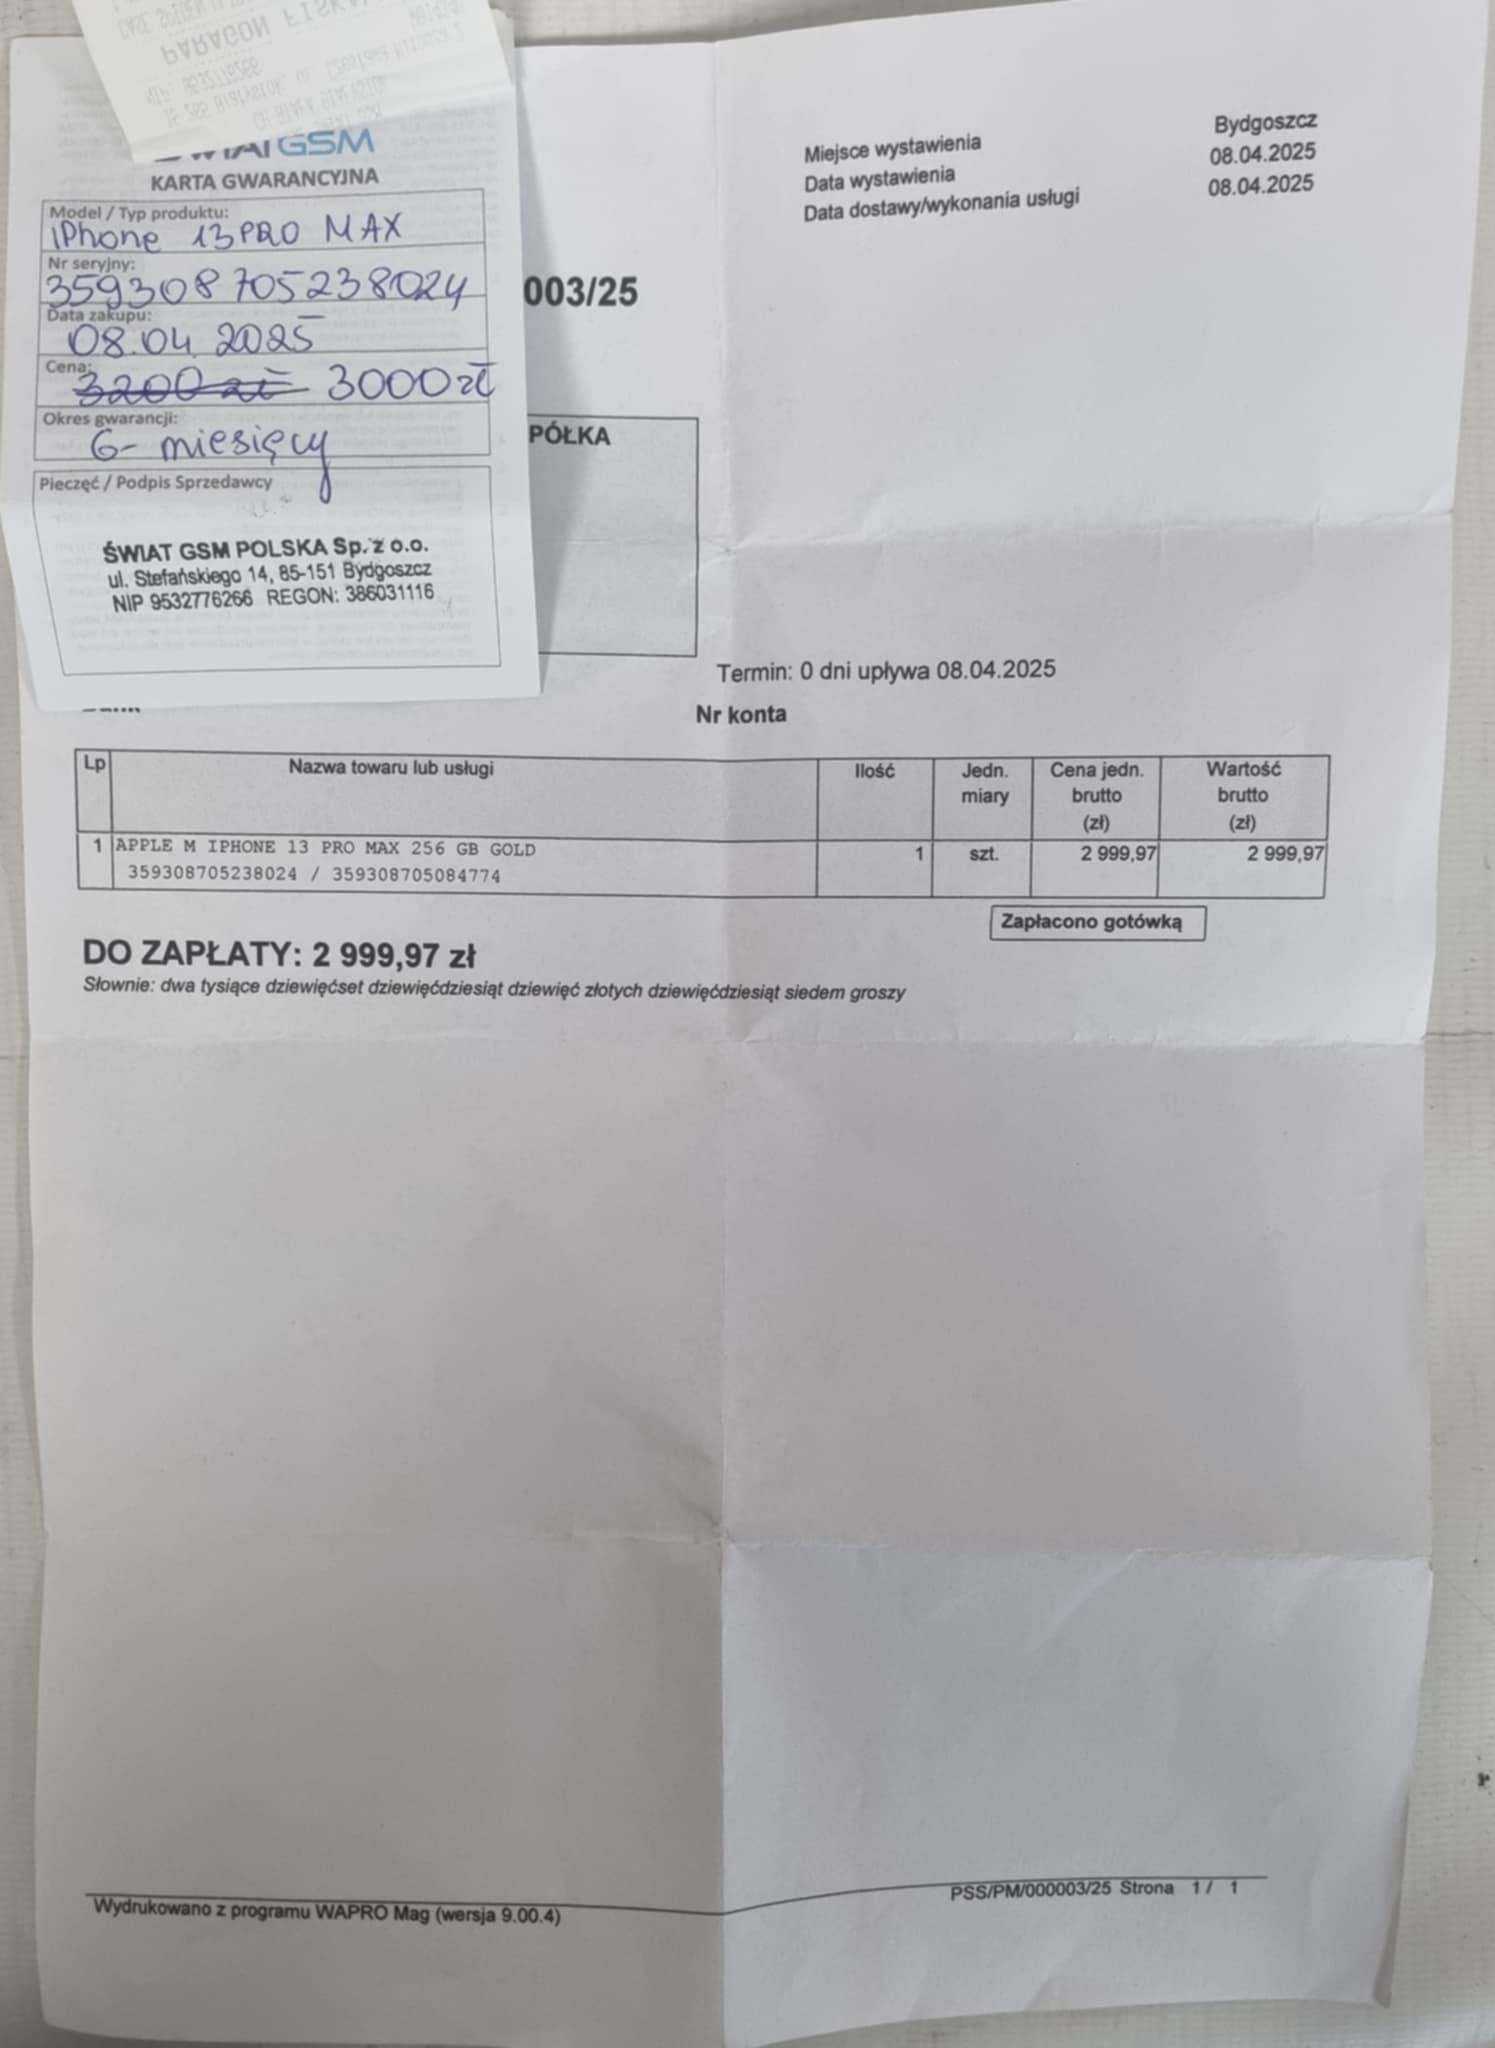 PARAGON
NIP: 9532776266
GSM
KARTA GWARANCYJNA
Model / Typ produktu:
iPhone 13 PRO MAX
Nr seryjny:
359308705238024
Data zakupu:
08.04.2025
Cena:
3200 zł 3000 zł
Okres gwarancji:
6- miesięcy
Pieczęć / Podpis Sprzedawcy
ŚWIAT GSM POLSKA Sp. z o.o.
ul. Stefańskiego 14, 85-151 Bydgoszcz
NIP 9532776266 REGON: 386031116
Miejsce wystawienia Bydgoszcz
Data wystawienia 08.04.2025
Data dostawy/wykonania usługi 08.04.2025
003/25
PÓŁKA
Termin: 0 dni upływa 08.04.2025
Nr konta
Lp Nazwa towaru lub usługi Ilość Jedn. miary Cena jedn. brutto (zł) Wartość brutto (zł)
1 APPLE M IPHONE 13 PRO MAX 256 GB GOLD 1 szt. 2 999,97 2 999,97
359308705238024 / 359308705084774
Zapłacono gotówką
DO ZAPŁATY: 2 999,97 zł
Słownie: dwa tysiące dziewięćset dziewięćdziesiąt dziewięć złotych dziewięćdziesiąt siedem groszy
Wydrukowano z programu WAPRO Mag (wersja 9.00.4)
PSS/PM/000003/25 Strona 1 / 1